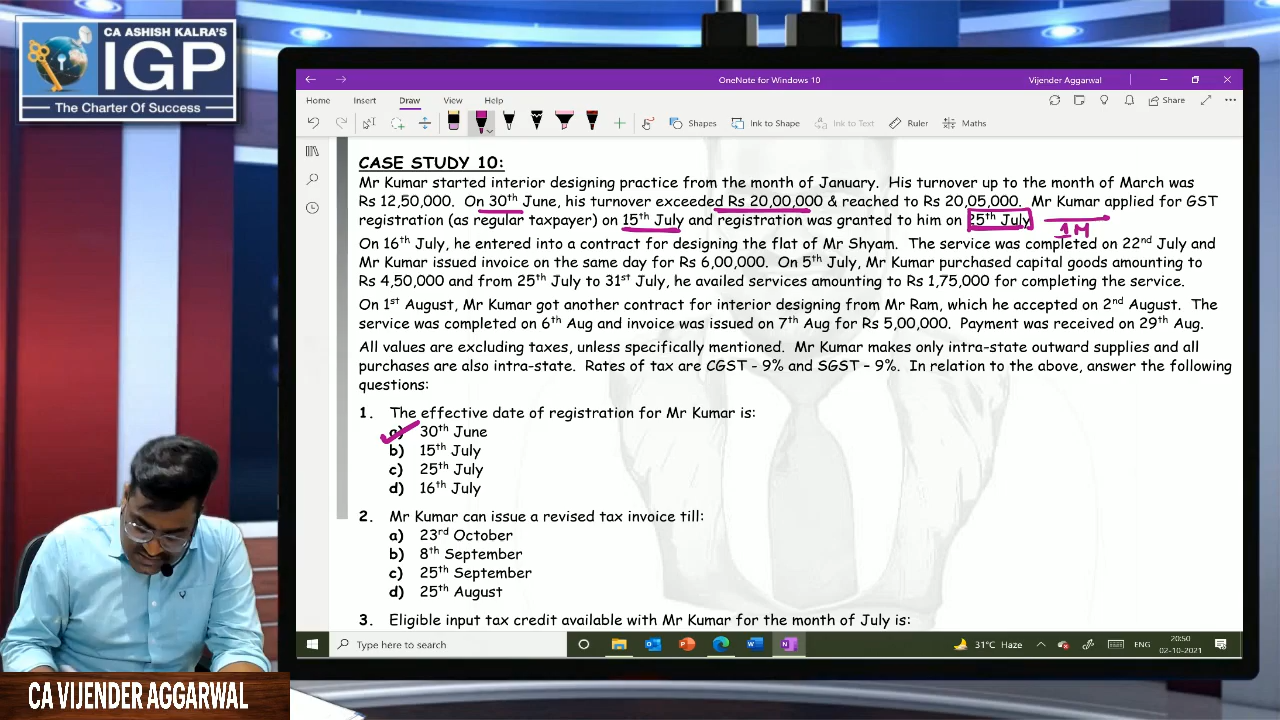 CA ASHISH KALRA'S
IGP
The Charter Of Success
OneNote for Windows 10
Vijender Aggarwal
Home Insert Draw View Help
Share
Shapes Ink to Shape Ink to Text Ruler Maths
CASE STUDY 10:
Mr Kumar started interior designing practice from the month of January. His turnover up to the month of March was
Rs 12,50,000. On 30th June, his turnover exceeded Rs 20,00,000 & reached to Rs 20,05,000. Mr Kumar applied for GST
registration (as regular taxpayer) on 15th July and registration was granted to him on 25th July
1M
On 16th July, he entered into a contract for designing the flat of Mr Shyam. The service was completed on 22nd July and
Mr Kumar issued invoice on the same day for Rs 6,00,000. On 5th July, Mr Kumar purchased capital goods amounting to
Rs 4,50,000 and from 25th July to 31st July, he availed services amounting to Rs 1,75,000 for completing the service.
On 1st August, Mr Kumar got another contract for interior designing from Mr Ram, which he accepted on 2nd August. The
service was completed on 6th Aug and invoice was issued on 7th Aug for Rs 5,00,000. Payment was received on 29th Aug.
All values are excluding taxes, unless specifically mentioned. Mr Kumar makes only intra-state outward supplies and all
purchases are also intra-state. Rates of tax are CGST - 9% and SGST – 9%. In relation to the above, answer the following
questions:
1. The effective date of registration for Mr Kumar is:
a) 30th June
b) 15th July
c) 25th July
d) 16th July
2. Mr Kumar can issue a revised tax invoice till:
a) 23rd October
b) 8th September
c) 25th September
d) 25th August
3. Eligible input tax credit available with Mr Kumar for the month of July is:
Type here to search
31°C Haze
ENG
20:50
02-10-2021
CA VIJENDER AGGARWAL